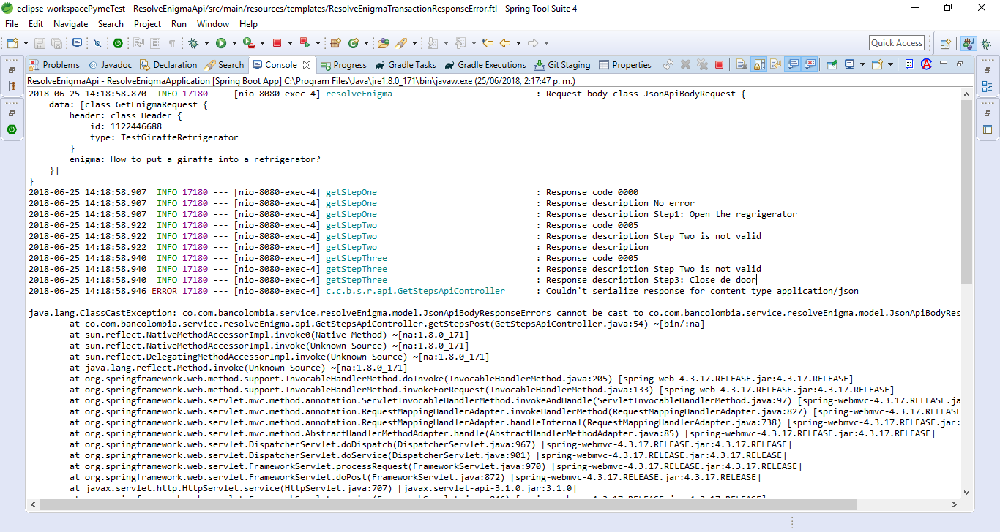 eclipse-workspacePymeTest - ResolveEnigmaApi/src/main/resources/templates/ResolveEnigmaTransactionResponseError.ftl - Spring Tool Suite 4
File Edit Navigate Search Project Run Window Help
Quick Access
Problems @ Javadoc Declaration Search Console Progress Gradle Tasks Gradle Executions Git Staging Properties
ResolveEnigmaApi - ResolveEnigmaApplication [Spring Boot App] C:\Program Files\Java\jre1.8.0_171\bin\javaw.exe (25/06/2018, 2:17:47 p. m.)
2018-06-25 14:18:58.870 INFO 17180 --- [nio-8080-exec-4] resolveEnigma : Request body class JsonApiBodyRequest {
data: [class GetEnigmaRequest {
header: class Header {
id: 1122446688
type: TestGiraffeRefrigerator
}
enigma: How to put a giraffe into a refrigerator?
}]
}
2018-06-25 14:18:58.907 INFO 17180 --- [nio-8080-exec-4] getStepOne : Response code 0000
2018-06-25 14:18:58.907 INFO 17180 --- [nio-8080-exec-4] getStepOne : Response description No error
2018-06-25 14:18:58.907 INFO 17180 --- [nio-8080-exec-4] getStepOne : Response description Step1: Open the regrigerator
2018-06-25 14:18:58.922 INFO 17180 --- [nio-8080-exec-4] getStepTwo : Response code 0005
2018-06-25 14:18:58.922 INFO 17180 --- [nio-8080-exec-4] getStepTwo : Response description Step Two is not valid
2018-06-25 14:18:58.922 INFO 17180 --- [nio-8080-exec-4] getStepTwo : Response description
2018-06-25 14:18:58.940 INFO 17180 --- [nio-8080-exec-4] getStepThree : Response code 0005
2018-06-25 14:18:58.940 INFO 17180 --- [nio-8080-exec-4] getStepThree : Response description Step Two is not valid
2018-06-25 14:18:58.940 INFO 17180 --- [nio-8080-exec-4] getStepThree : Response description Step3: Close de door
2018-06-25 14:18:58.946 ERROR 17180 --- [nio-8080-exec-4] c.c.b.s.r.api.GetStepsApiController : Couldn't serialize response for content type application/json
java.lang.ClassCastException: co.com.bancolombia.service.resolveEnigma.model.JsonApiBodyResponseErrors cannot be cast to co.com.bancolombia.service.resolveEnigma.model.JsonApiBodyRes
at co.com.bancolombia.service.resolveEnigma.api.GetStepsApiController.getStepsPost(GetStepsApiController.java:54) ~[bin/:na]
at sun.reflect.NativeMethodAccessorImpl.invoke0(Native Method) ~[na:1.8.0_171]
at sun.reflect.NativeMethodAccessorImpl.invoke(Unknown Source) ~[na:1.8.0_171]
at sun.reflect.DelegatingMethodAccessorImpl.invoke(Unknown Source) ~[na:1.8.0_171]
at java.lang.reflect.Method.invoke(Unknown Source) ~[na:1.8.0_171]
at org.springframework.web.method.support.InvocableHandlerMethod.doInvoke(InvocableHandlerMethod.java:205) [spring-web-4.3.17.RELEASE.jar:4.3.17.RELEASE]
at org.springframework.web.method.support.InvocableHandlerMethod.invokeForRequest(InvocableHandlerMethod.java:133) [spring-web-4.3.17.RELEASE.jar:4.3.17.RELEASE]
at org.springframework.web.servlet.mvc.method.annotation.ServletInvocableHandlerMethod.invokeAndHandle(ServletInvocableHandlerMethod.java:97) [spring-webmvc-4.3.17.RELEASE.ja
at org.springframework.web.servlet.mvc.method.annotation.RequestMappingHandlerAdapter.invokeHandlerMethod(RequestMappingHandlerAdapter.java:827) [spring-webmvc-4.3.17.RELEASE
at org.springframework.web.servlet.mvc.method.annotation.RequestMappingHandlerAdapter.handleInternal(RequestMappingHandlerAdapter.java:738) [spring-webmvc-4.3.17.RELEASE.jar:
at org.springframework.web.servlet.mvc.method.AbstractHandlerMethodAdapter.handle(AbstractHandlerMethodAdapter.java:85) [spring-webmvc-4.3.17.RELEASE.jar:4.3.17.RELEASE]
at org.springframework.web.servlet.DispatcherServlet.doDispatch(DispatcherServlet.java:967) [spring-webmvc-4.3.17.RELEASE.jar:4.3.17.RELEASE]
at org.springframework.web.servlet.DispatcherServlet.doService(DispatcherServlet.java:901) [spring-webmvc-4.3.17.RELEASE.jar:4.3.17.RELEASE]
at org.springframework.web.servlet.FrameworkServlet.processRequest(FrameworkServlet.java:970) [spring-webmvc-4.3.17.RELEASE.jar:4.3.17.RELEASE]
at org.springframework.web.servlet.FrameworkServlet.doPost(FrameworkServlet.java:872) [spring-webmvc-4.3.17.RELEASE.jar:4.3.17.RELEASE]
at javax.servlet.http.HttpServlet.service(HttpServlet.java:707) [javax.servlet-api-3.1.0.jar:3.1.0]